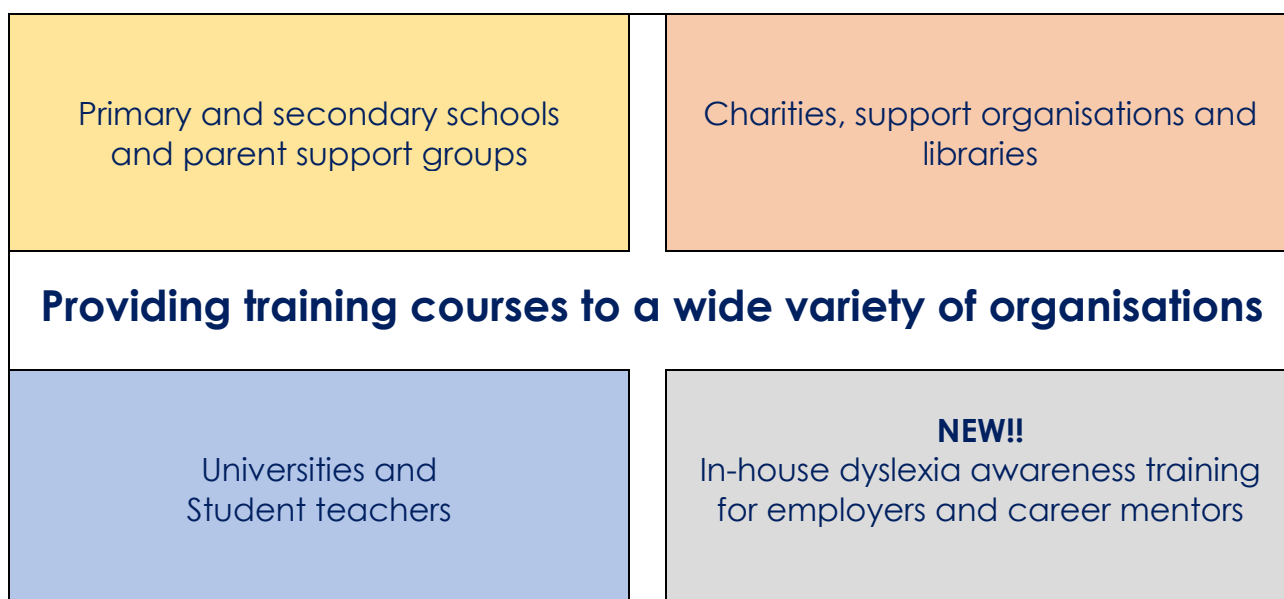 Primary and secondary schools
and parent support groups
Charities, support organisations and
libraries
Providing training courses to a wide variety of organisations
Universities and
Student teachers
NEW!!
In-house dyslexia awareness training
for employers and career mentors